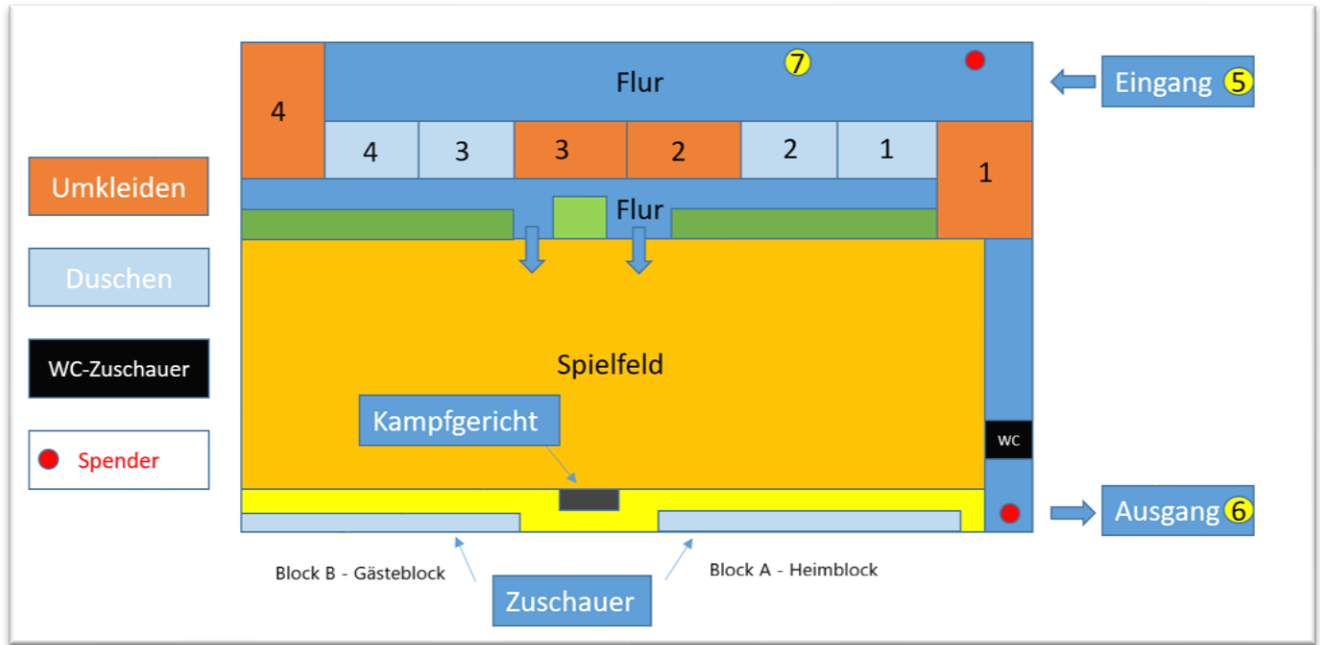 7
Flur
Eingang 5
4
4
3
3
2
2
1
1
Umkleiden
Flur
Duschen
WC-Zuschauer
Spielfeld
Kampfgericht
WC
Spender
Ausgang 6
Block B - Gästeblock
Block A - Heimblock
Zuschauer